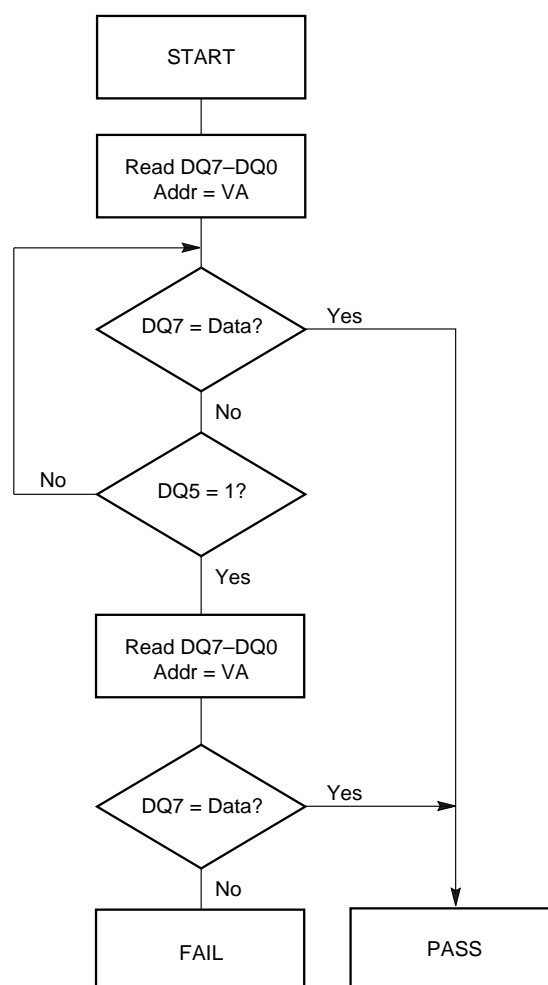 START
Read DQ7–DQ0
Addr = VA
DQ7 = Data?
Yes
No
No
DQ5 = 1?
Yes
Read DQ7–DQ0
Addr = VA
DQ7 = Data?
Yes
No
FAIL
PASS